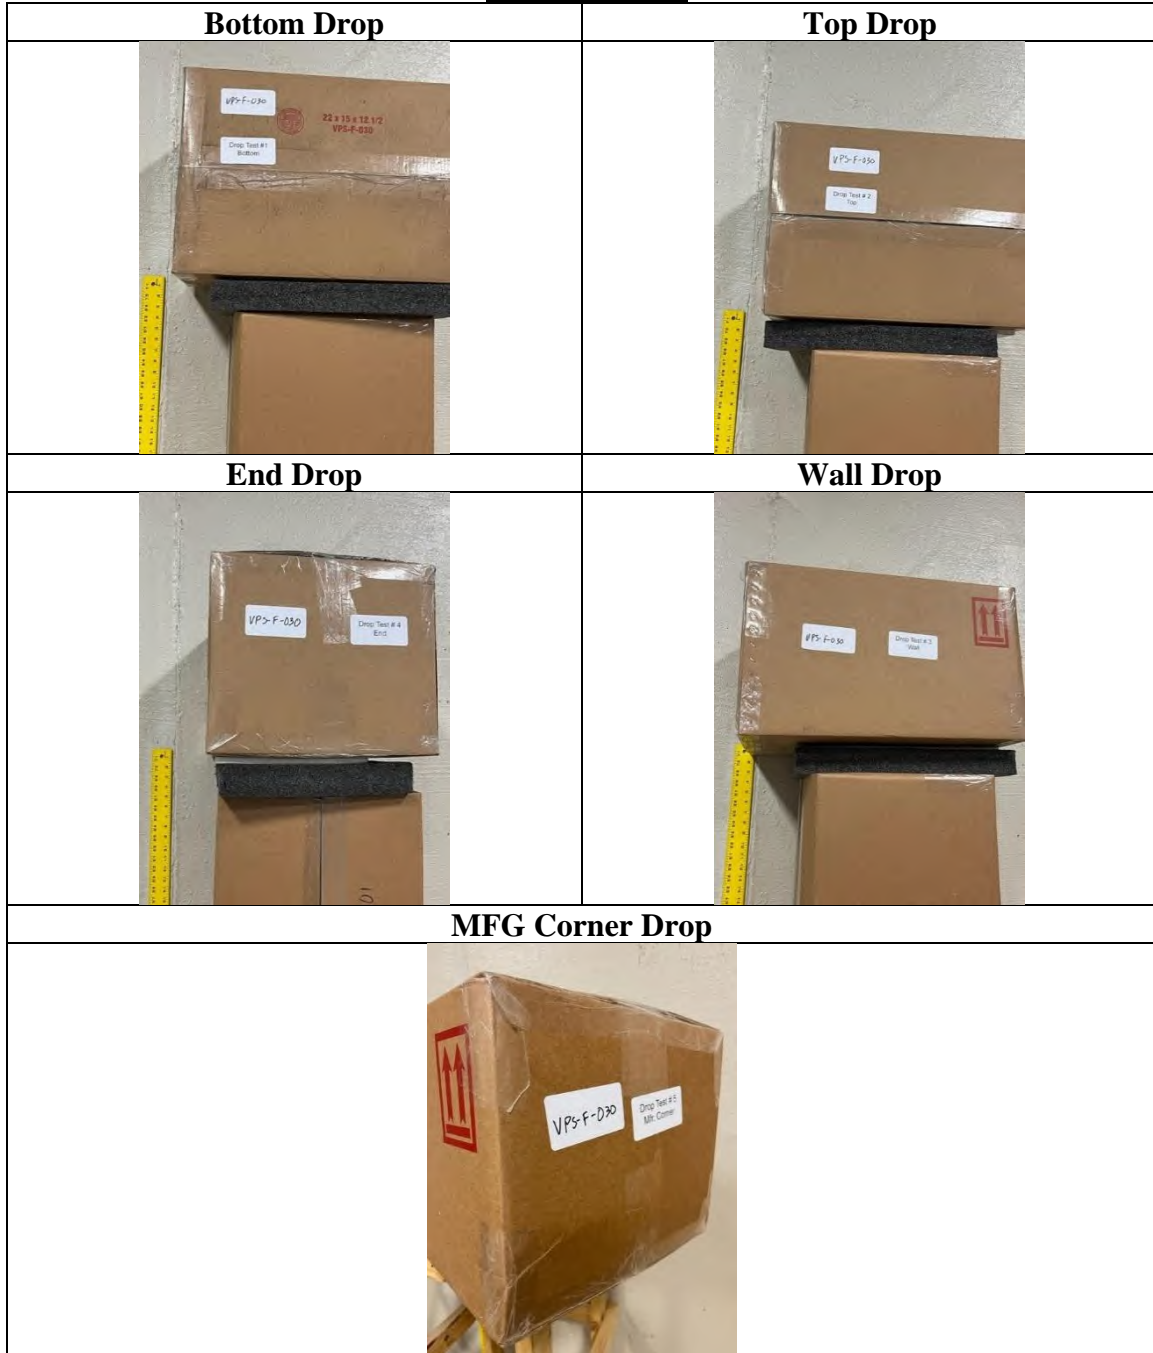 Bottom Drop
Top Drop
VPS-F-030
22 x 15 x 12 1/2
VPS-F-030
Drop Test #1
Bottom
VPS-F-030
Drop Test # 2
Top
End Drop
Wall Drop
VPS-F-030
Drop Test # 4
End
VPS-F-030
Drop Test # 3
Wall
01
MFG Corner Drop
VPS-F-030
Drop Test # 5
Mfr. Corner